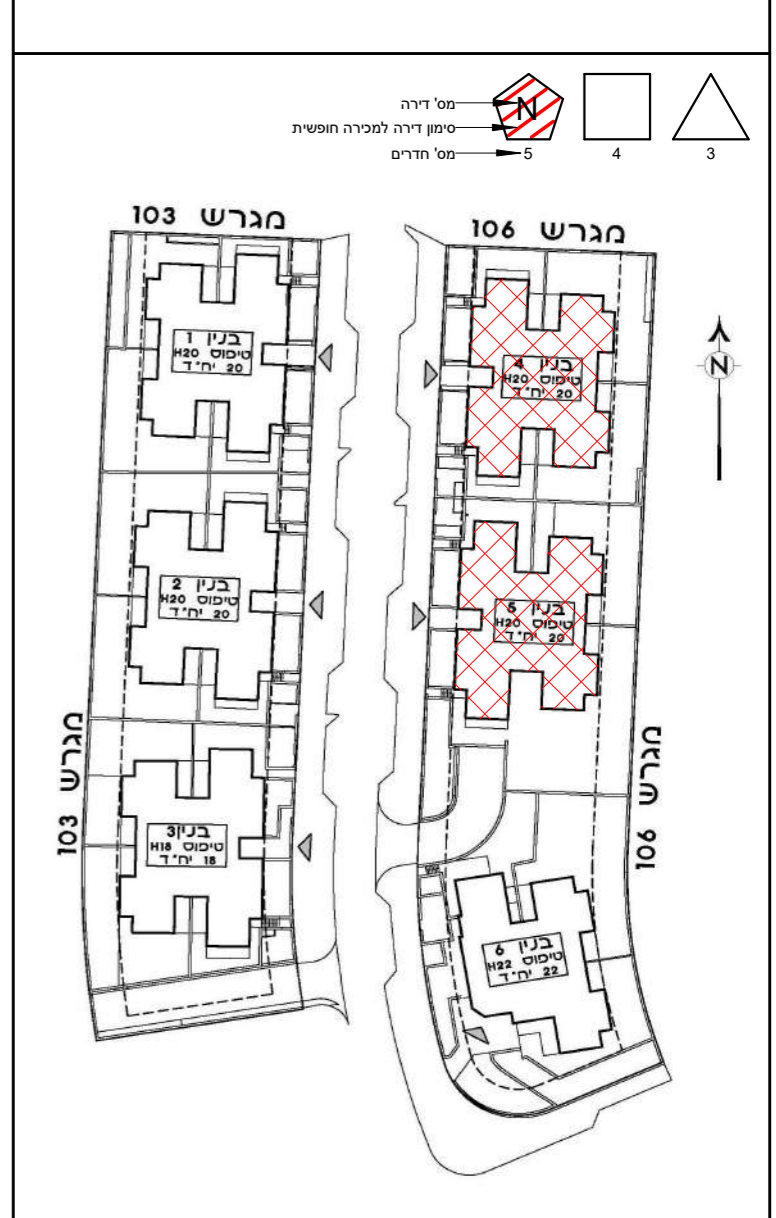 מס' דירה
N
סימון דירה למכירה חופשית
מס' חדרים
5
4
3
מגרש 103
מגרש 106
בנין 1
טיפוס H20
20 יח"ד
בנין 4
טיפוס H20
20 יח"ד
N
בנין 2
טיפוס H20
20 יח"ד
בנין 5
טיפוס H20
20 יח"ד
מגרש 103
מגרש 106
בנין 3
טיפוס H18
18 יח"ד
בנין 6
טיפוס H22
22 יח"ד